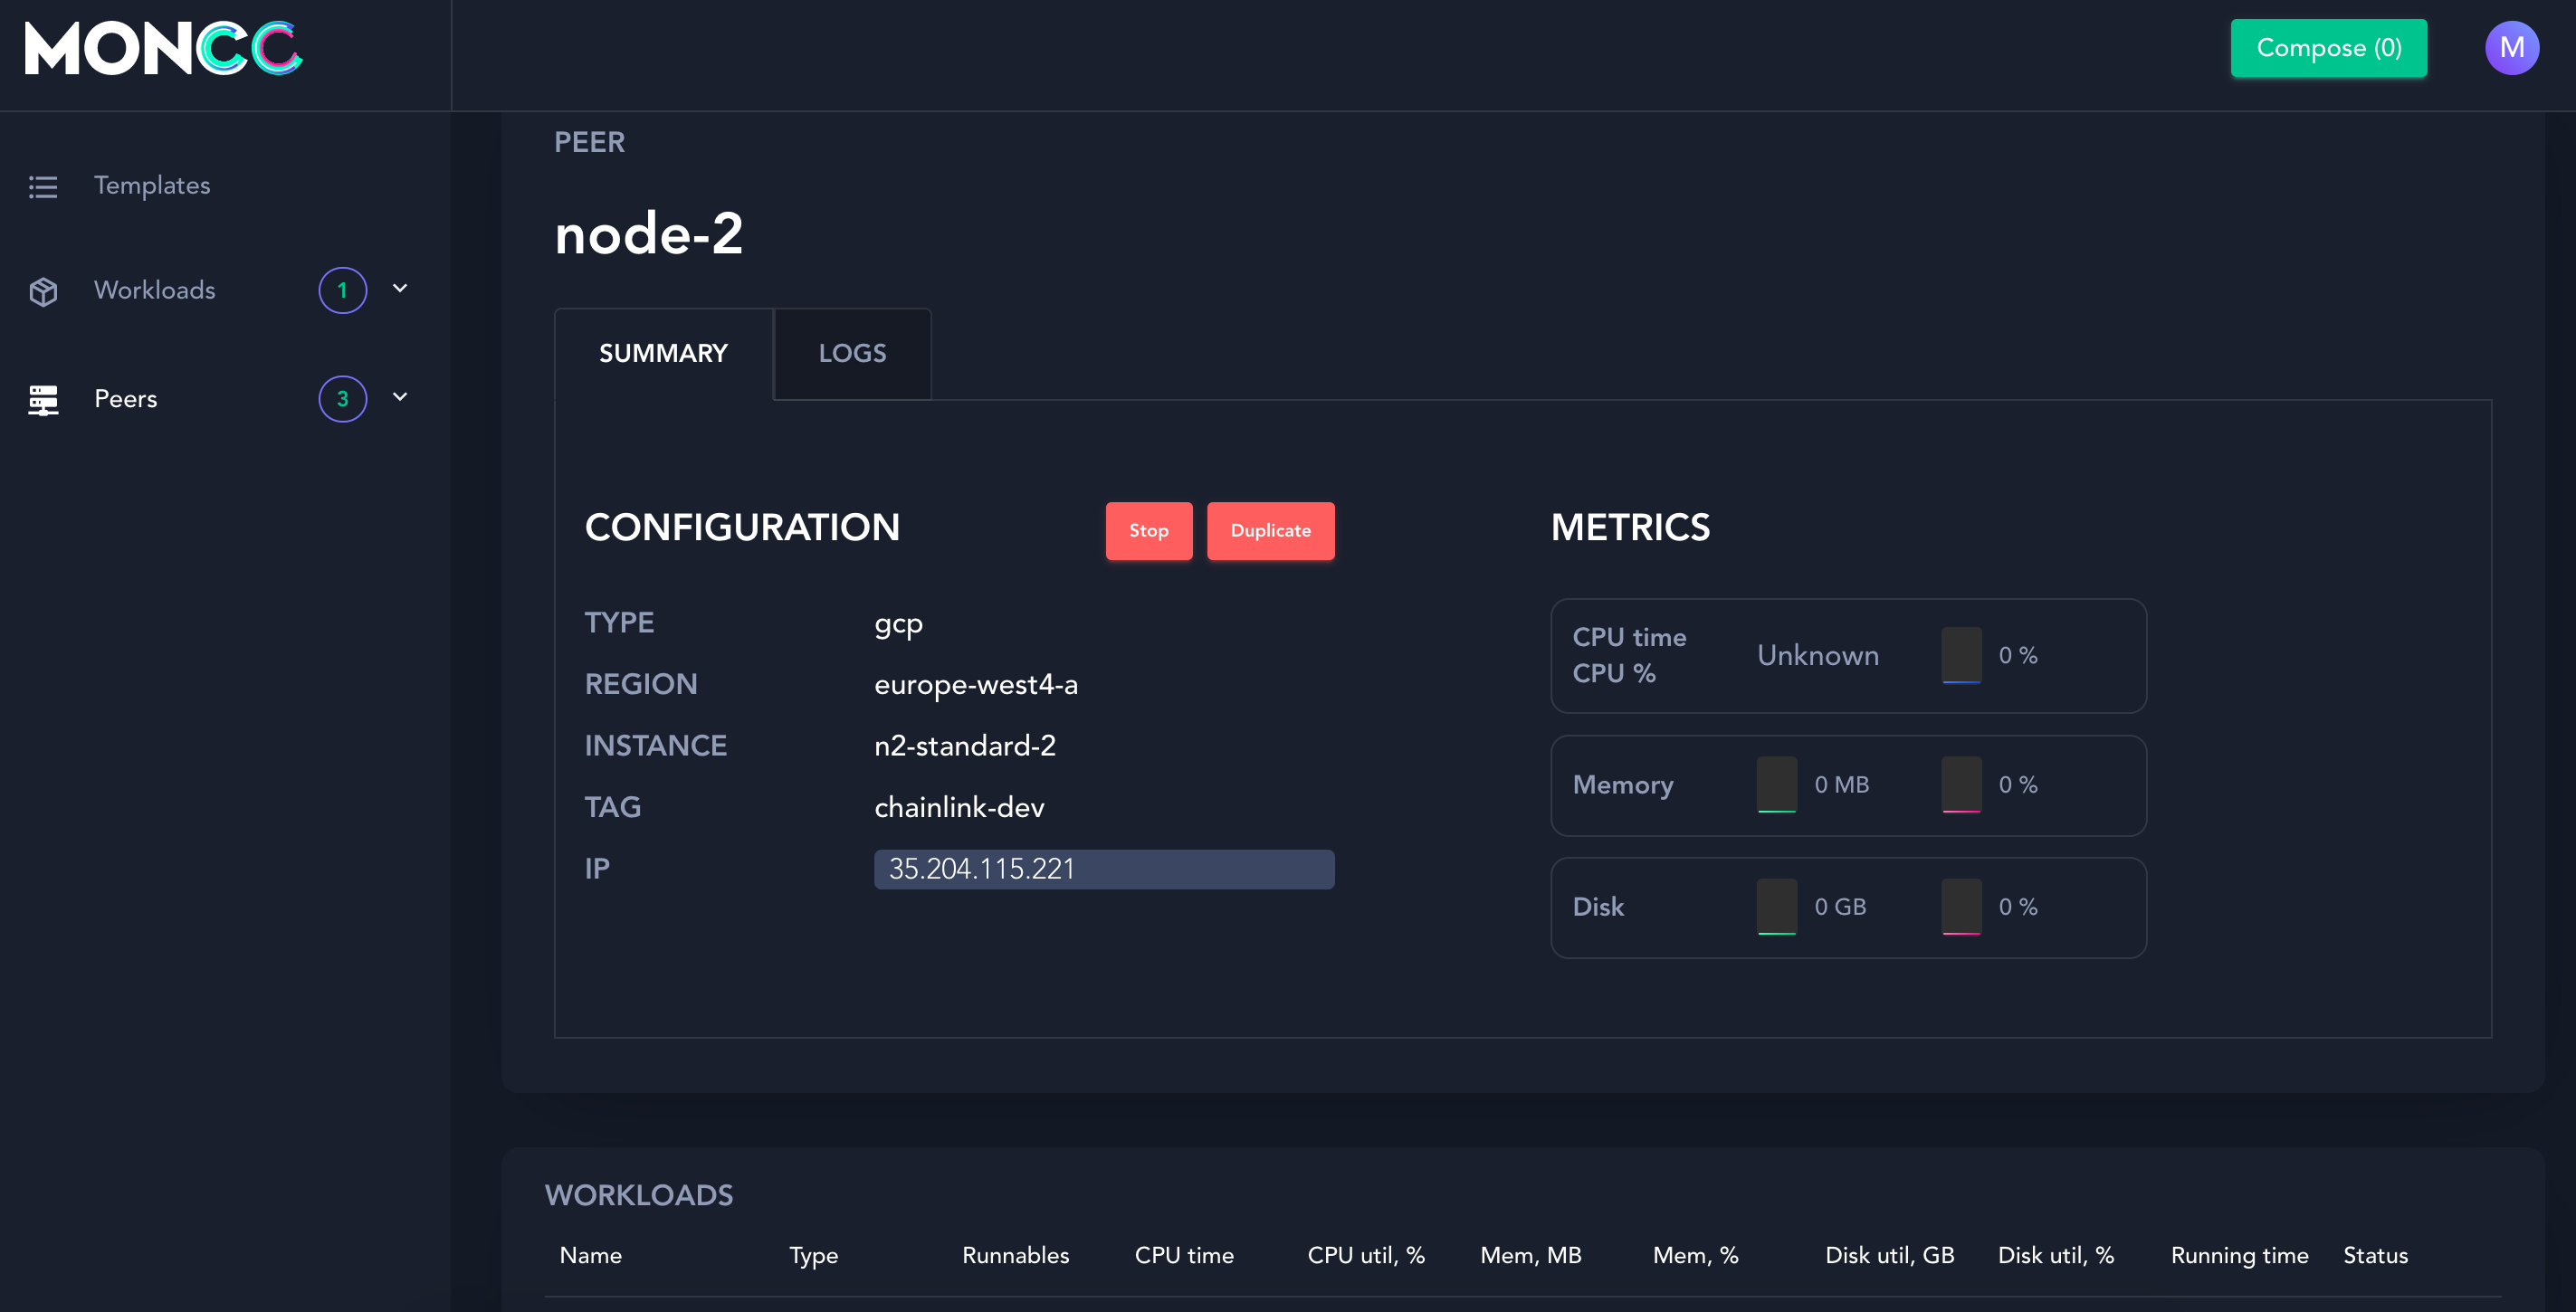 MONCC
Compose (0)
M
Templates
Workloads 1
Peers 3
PEER
node-2
SUMMARY LOGS
CONFIGURATION Stop Duplicate
TYPE gcp
REGION europe-west4-a
INSTANCE n2-standard-2
TAG chainlink-dev
IP 35.204.115.221
METRICS
CPU time
CPU %
Unknown 0 %
Memory 0 MB 0 %
Disk 0 GB 0 %
WORKLOADS
Name Type Runnables CPU time CPU util, % Mem, MB Mem, % Disk util, GB Disk util, % Running time Status